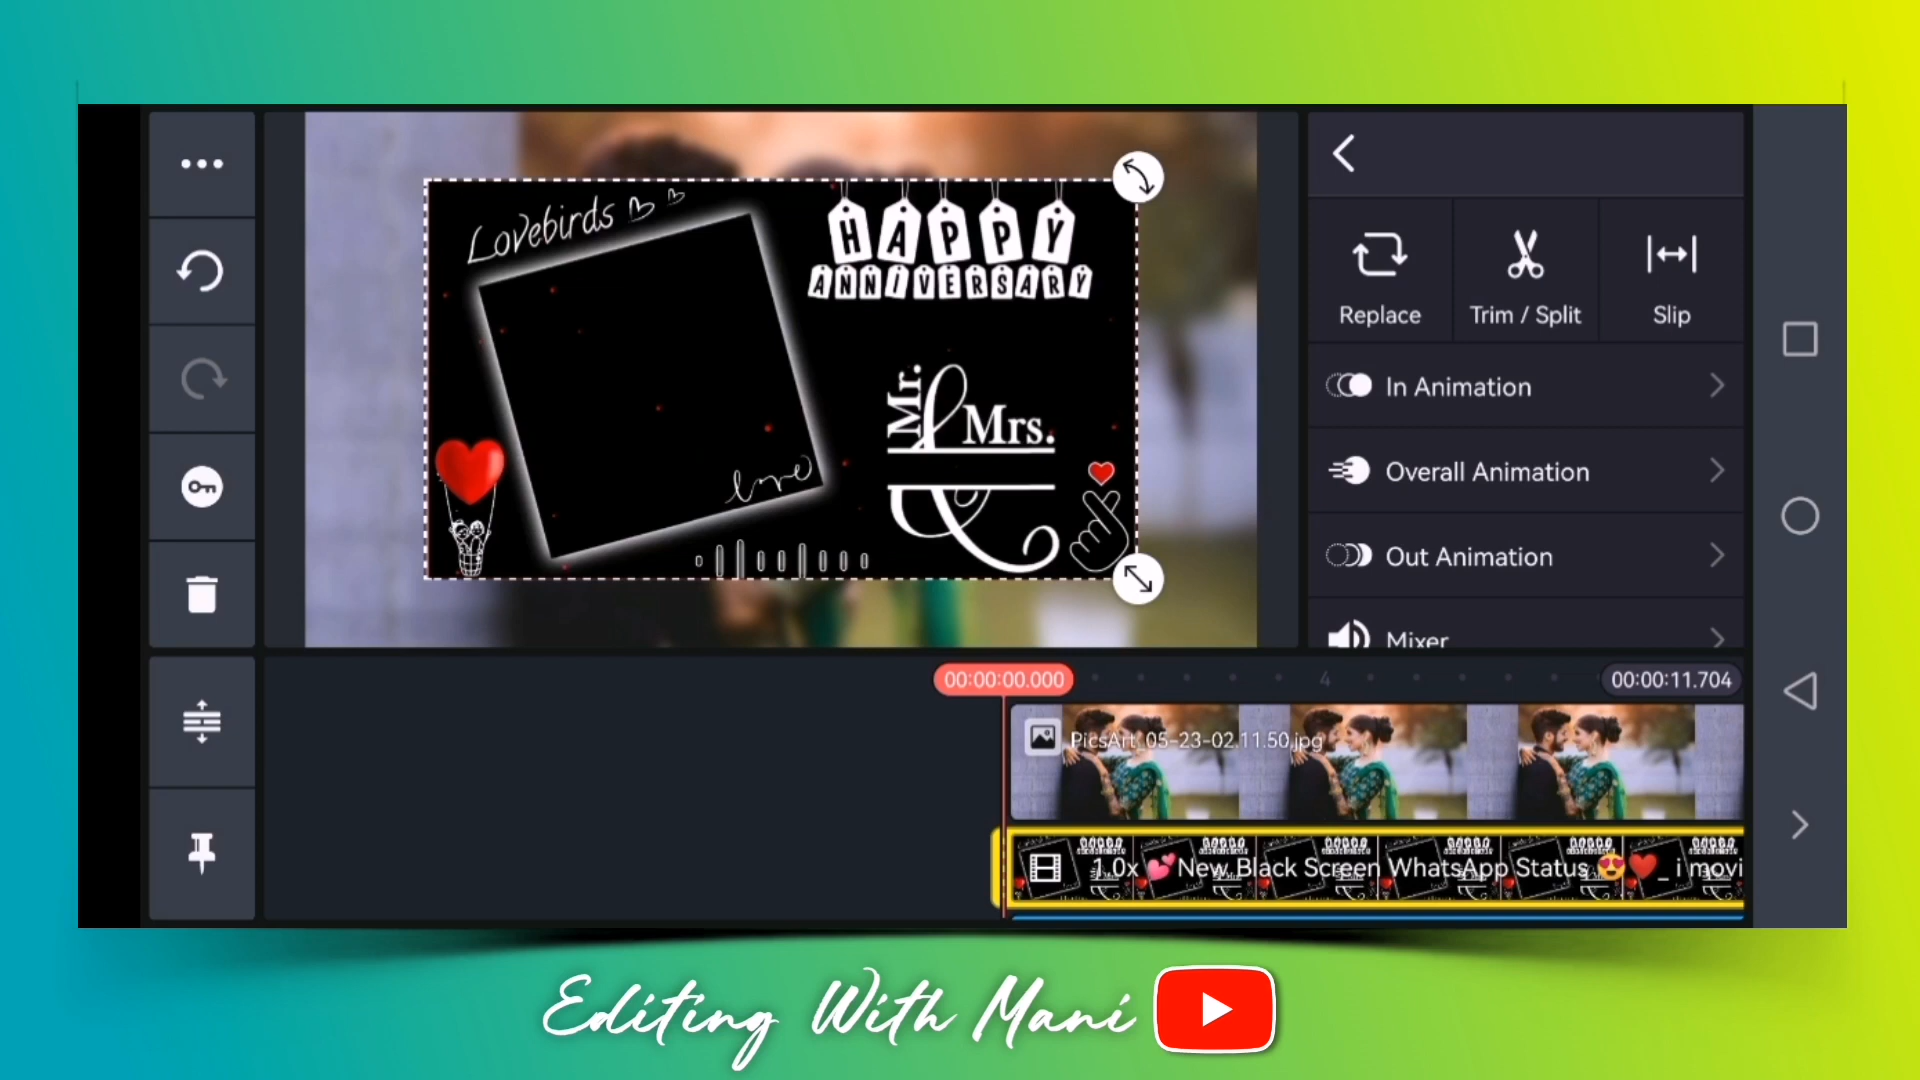 Lovebirds
HAPPY
ANNIVERSARY
Mr.
& Mrs.
love
Replace
Trim / Split
Slip
In Animation
Overall Animation
Out Animation
Mixer
00:00:00.000
4
00:00:11.704
PicsArt_05-23-02.11.50.jpg
1.0x 💕New Black Screen WhatsApp Status 😍❤️_ i movi
Editing With Mani